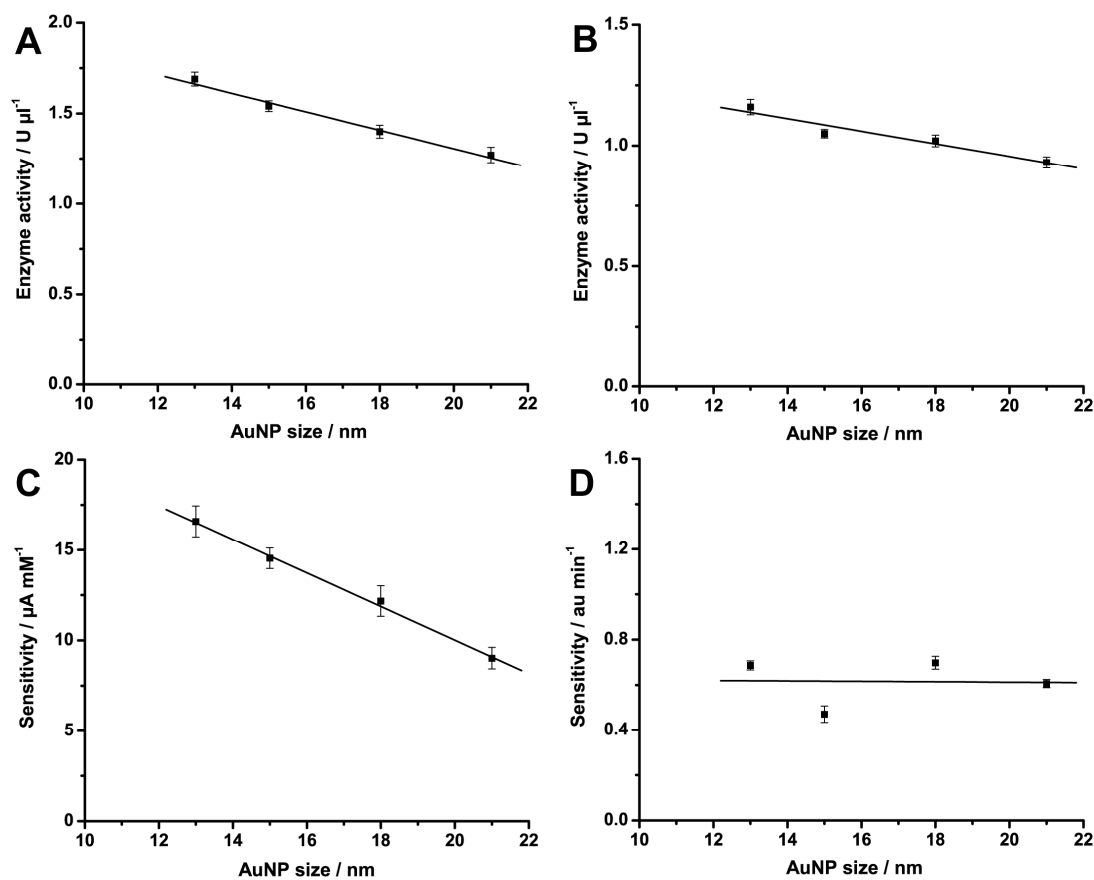 A
Enzyme activity / U µl⁻¹
2.0
1.5
1.0
0.5
0.0
10 12 14 16 18 20 22
AuNP size / nm
B
Enzyme activity / U µl⁻¹
1.5
1.0
0.5
0.0
10 12 14 16 18 20 22
AuNP size / nm
C
Sensitivity / µA mM⁻¹
20
15
10
5
0
10 12 14 16 18 20 22
AuNP size / nm
D
Sensitivity / au min⁻¹
1.6
1.2
0.8
0.4
0.0
10 12 14 16 18 20 22
AuNP size / nm